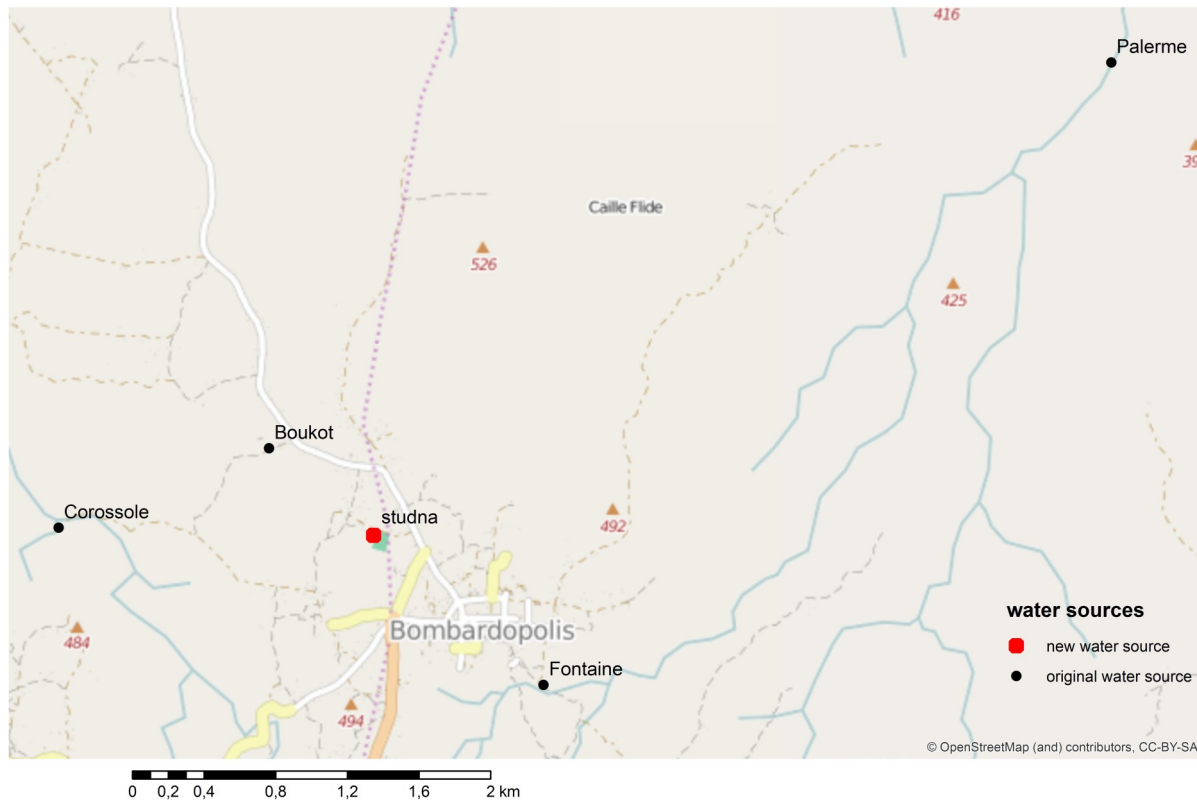 416
Palerme
39
Caille Flide
526
425
Boukot
Corossole
studna
492
484
Bombardopolis
water sources
new water source
original water source
Fontaine
494
© OpenStreetMap (and) contributors, CC-BY-SA
0 0,2 0,4 0,8 1,2 1,6 2 km